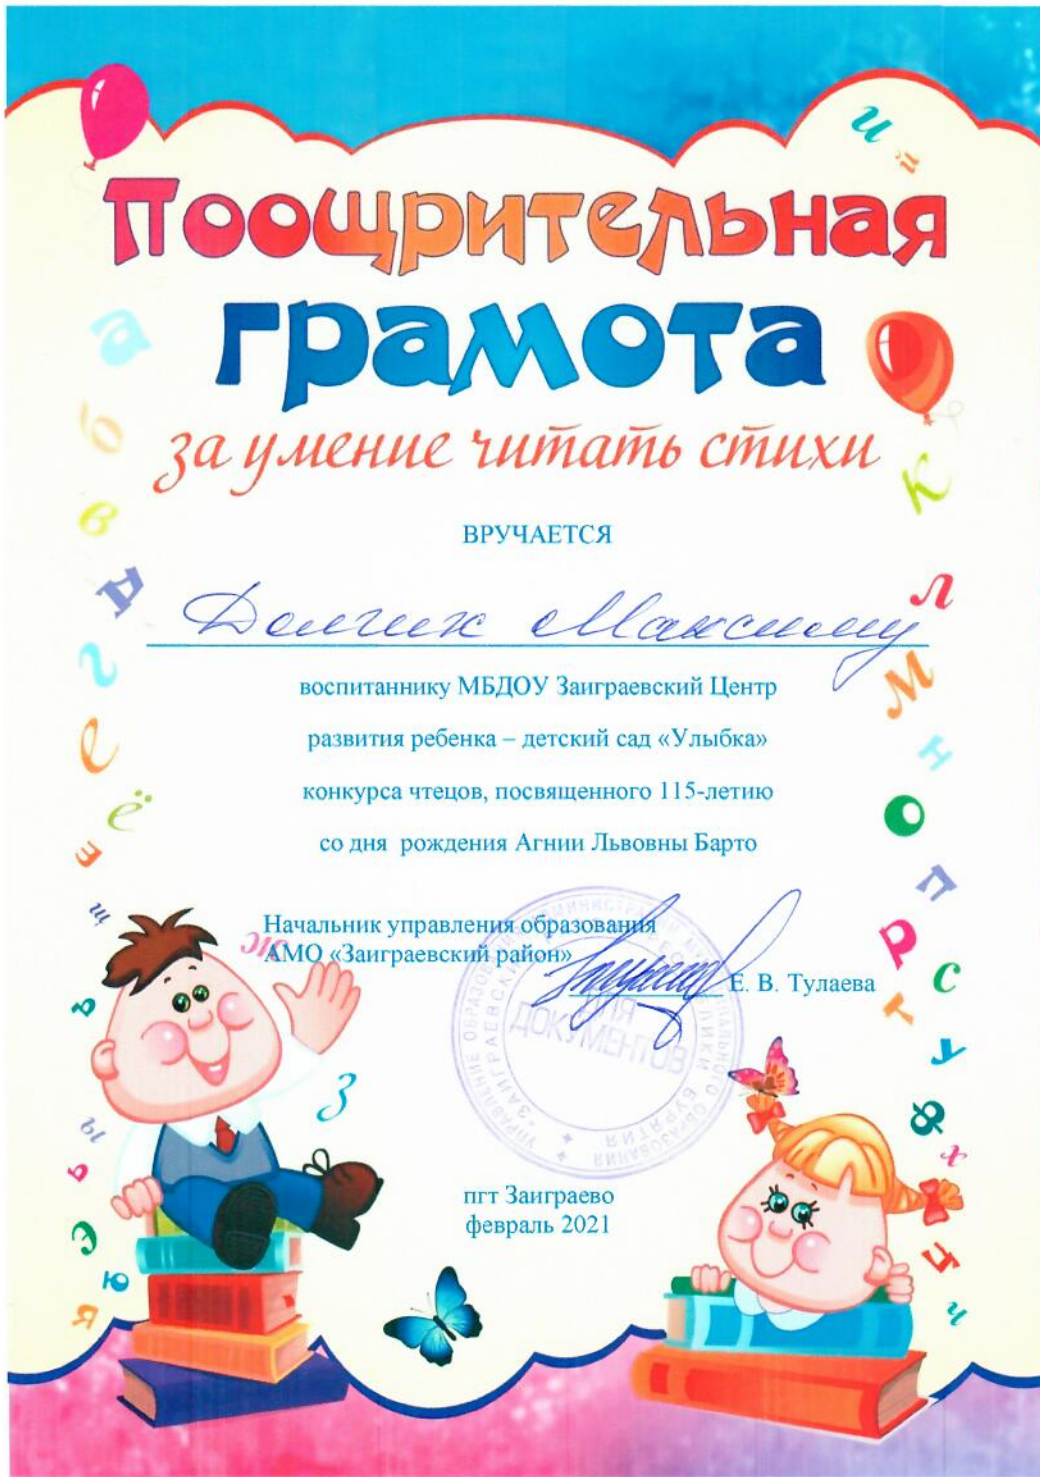 Поощрительная
грамота
за умение читать стихи
ВРУЧАЕТСЯ
Долгих Максиму
воспитаннику МБДОУ Заиграевский Центр
развития ребенка – детский сад «Улыбка»
конкурса чтецов, посвященного 115-летию
со дня рождения Агнии Львовны Барто
Начальник управления образования
АМО «Заиграевский район»
Е. В. Тулаева
ДЛЯ
ДОКУМЕНТОВ
пгт Заиграево
февраль 2021